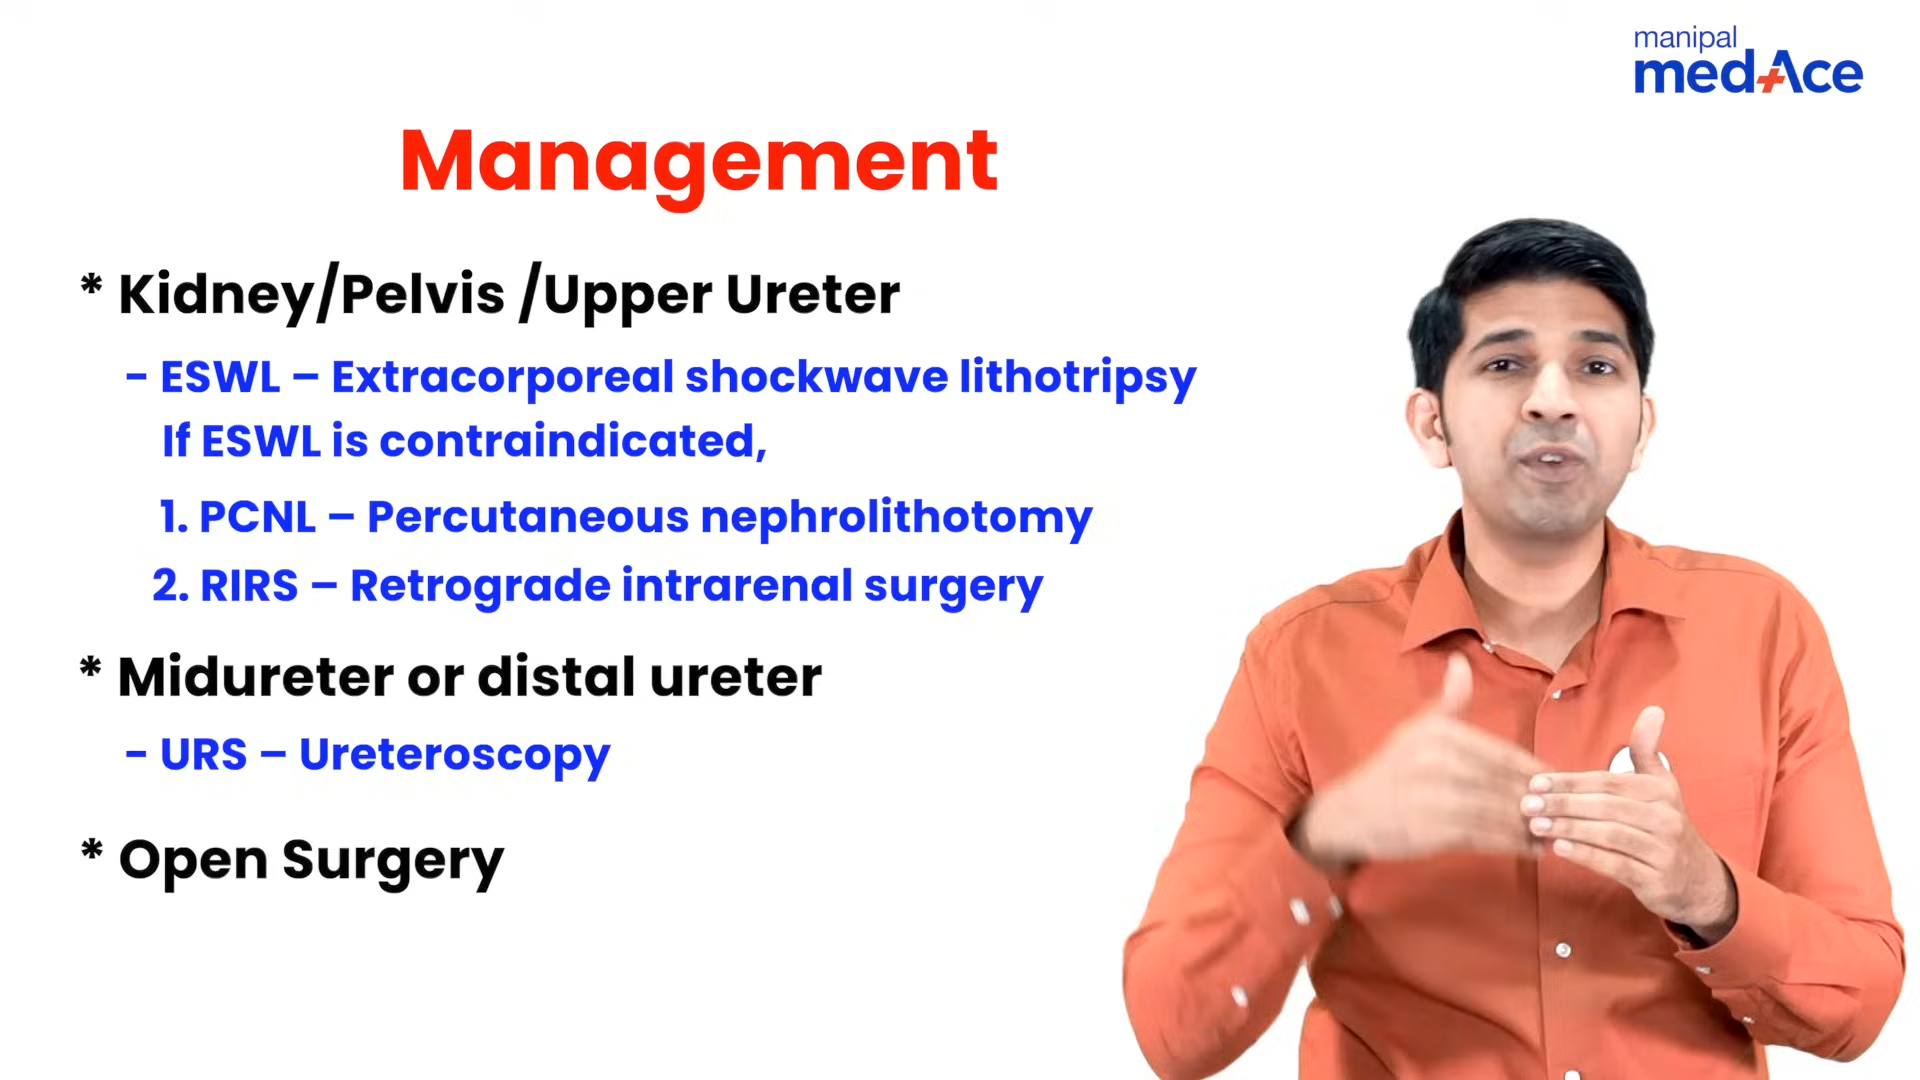 manipal
medAce
Management
* Kidney/Pelvis /Upper Ureter
- ESWL – Extracorporeal shockwave lithotripsy
If ESWL is contraindicated,
1. PCNL – Percutaneous nephrolithotomy
2. RIRS – Retrograde intrarenal surgery
* Midureter or distal ureter
- URS – Ureteroscopy
* Open Surgery